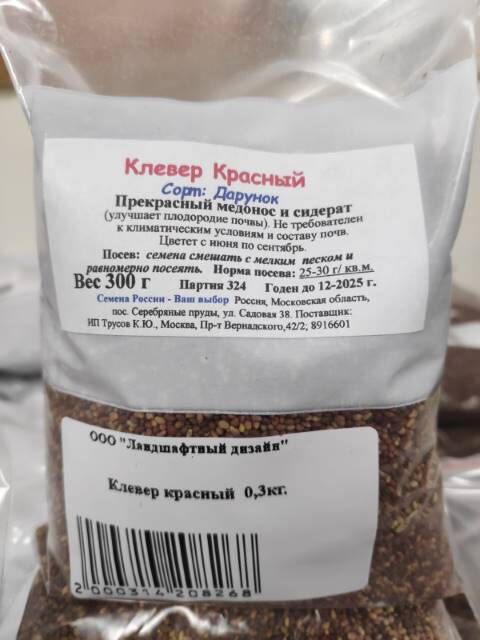 Клевер Красный
Сорт: Дарунок
Прекрасный медонос и сидерат
(улучшает плодородие почвы). Не требователен
к климатическим условиям и составу почв.
Цветет с июня по сентябрь.
Посев: семена смешать с мелким песком и
равномерно посеять. Норма посева: 25-30 г/ кв.м.
Вес 300 г Партия 324 Годен до 12-2025 г.
Семена России - Ваш выбор Россия, Московская область,
пос. Серебряные пруды, ул. Садовая 38. Поставщик:
ИП Трусов К.Ю., Москва, Пр-т Вернадского,42/2; 8916601
ООО "Ландшафтный дизайн"
Клевер красный 0,3кг.
2 000314 208268